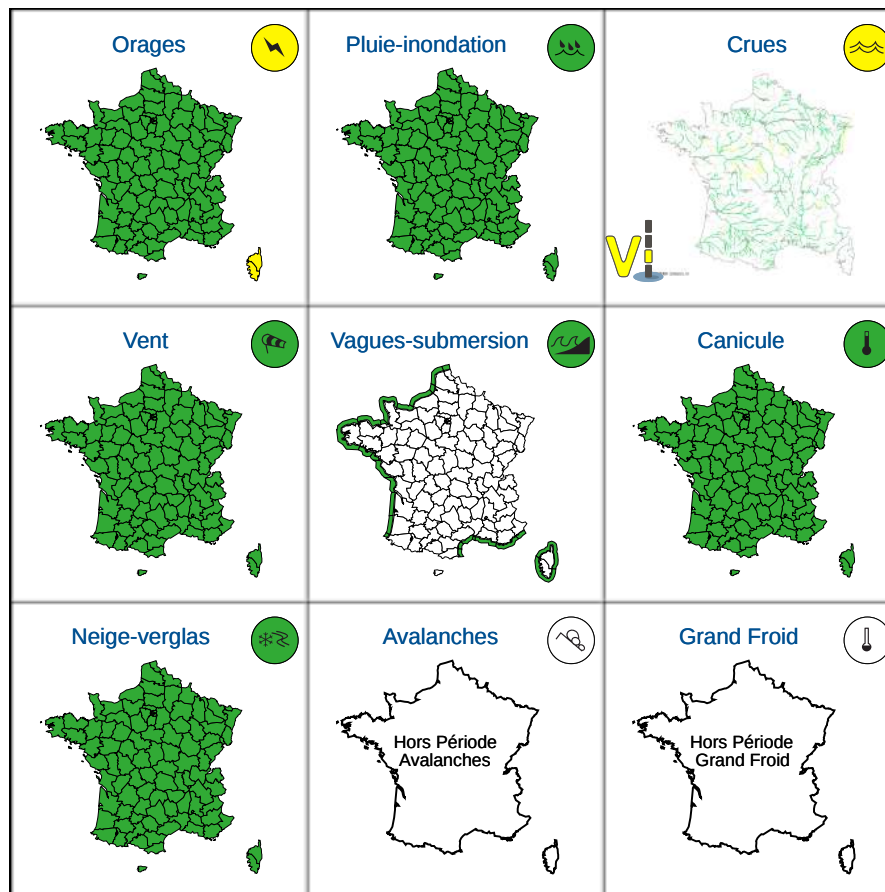 Orages
Pluie-inondation
Crues
Vi
Vent
Vagues-submersion
Canicule
Neige-verglas
Avalanches
Grand Froid
Hors Période
Avalanches
Hors Période
Grand Froid